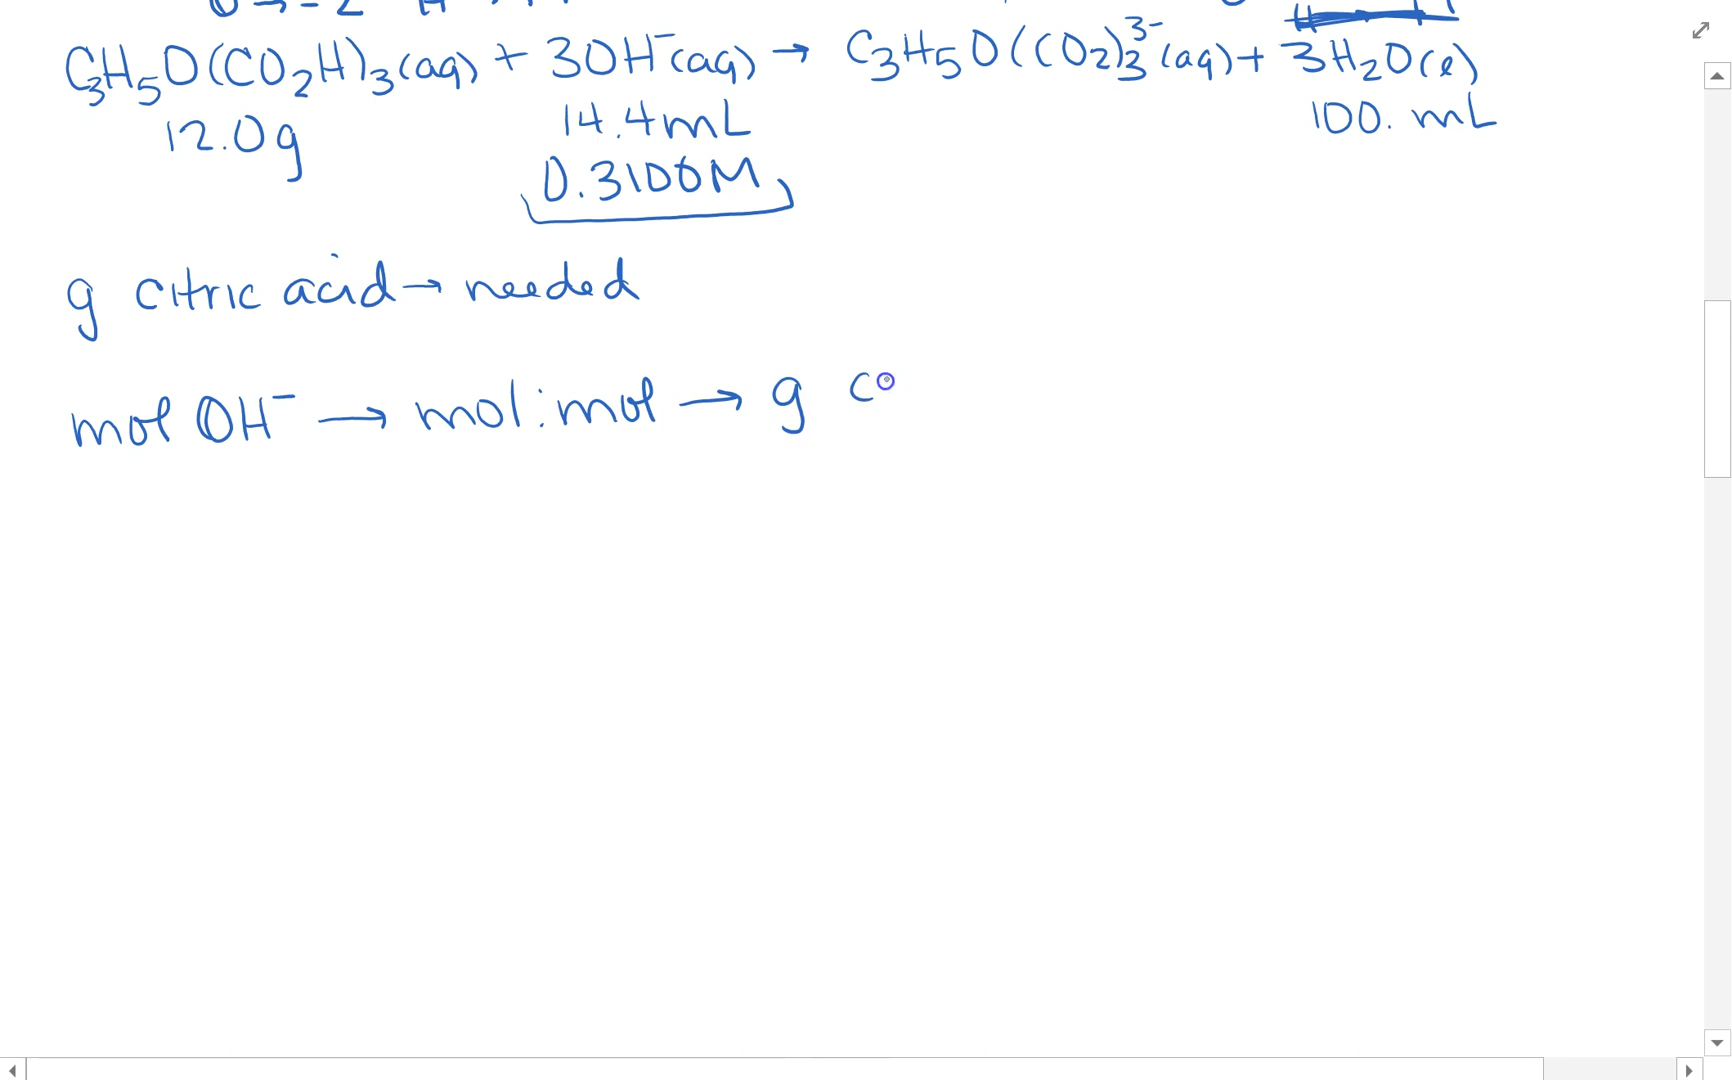 C₃H₅O(CO₂H)₃(aq) + 3OH⁻(aq) → C₃H₅O(CO₂)₃³⁻(aq) + 3H₂O(l)
12.0g 14.4mL 100. mL
0.3100M
g citric acid → needed
mol OH⁻ → mol:mol → g c